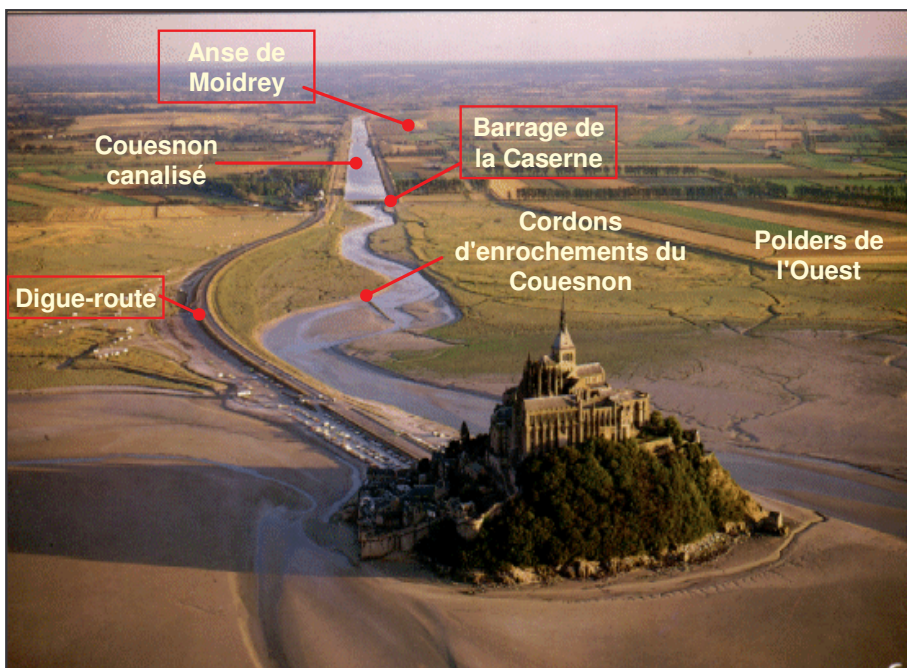 Anse de
Moidrey
Barrage de
la Caserne
Couesnon
canalisé
Cordons
d'enrochements du
Couesnon
Polders de
l'Ouest
Digue-route